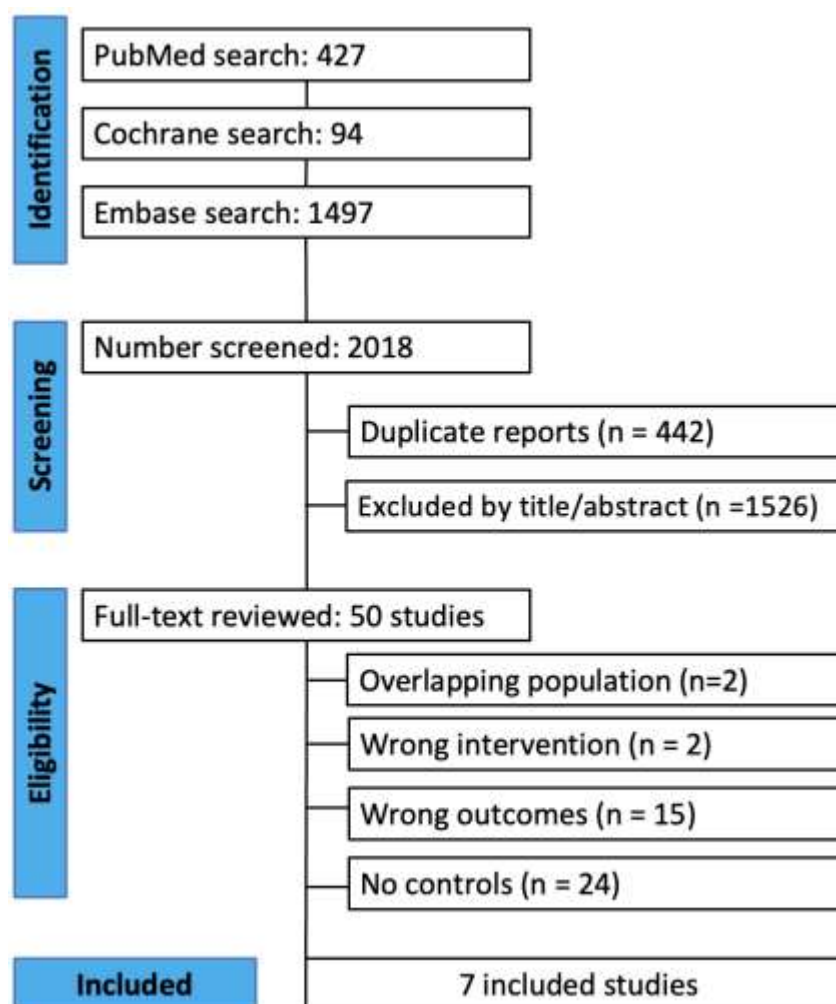 Identification
PubMed search: 427
Cochrane search: 94
Embase search: 1497
Screening
Number screened: 2018
Duplicate reports (n = 442)
Excluded by title/abstract (n =1526)
Eligibility
Full-text reviewed: 50 studies
Overlapping population (n=2)
Wrong intervention (n = 2)
Wrong outcomes (n = 15)
No controls (n = 24)
Included
7 included studies